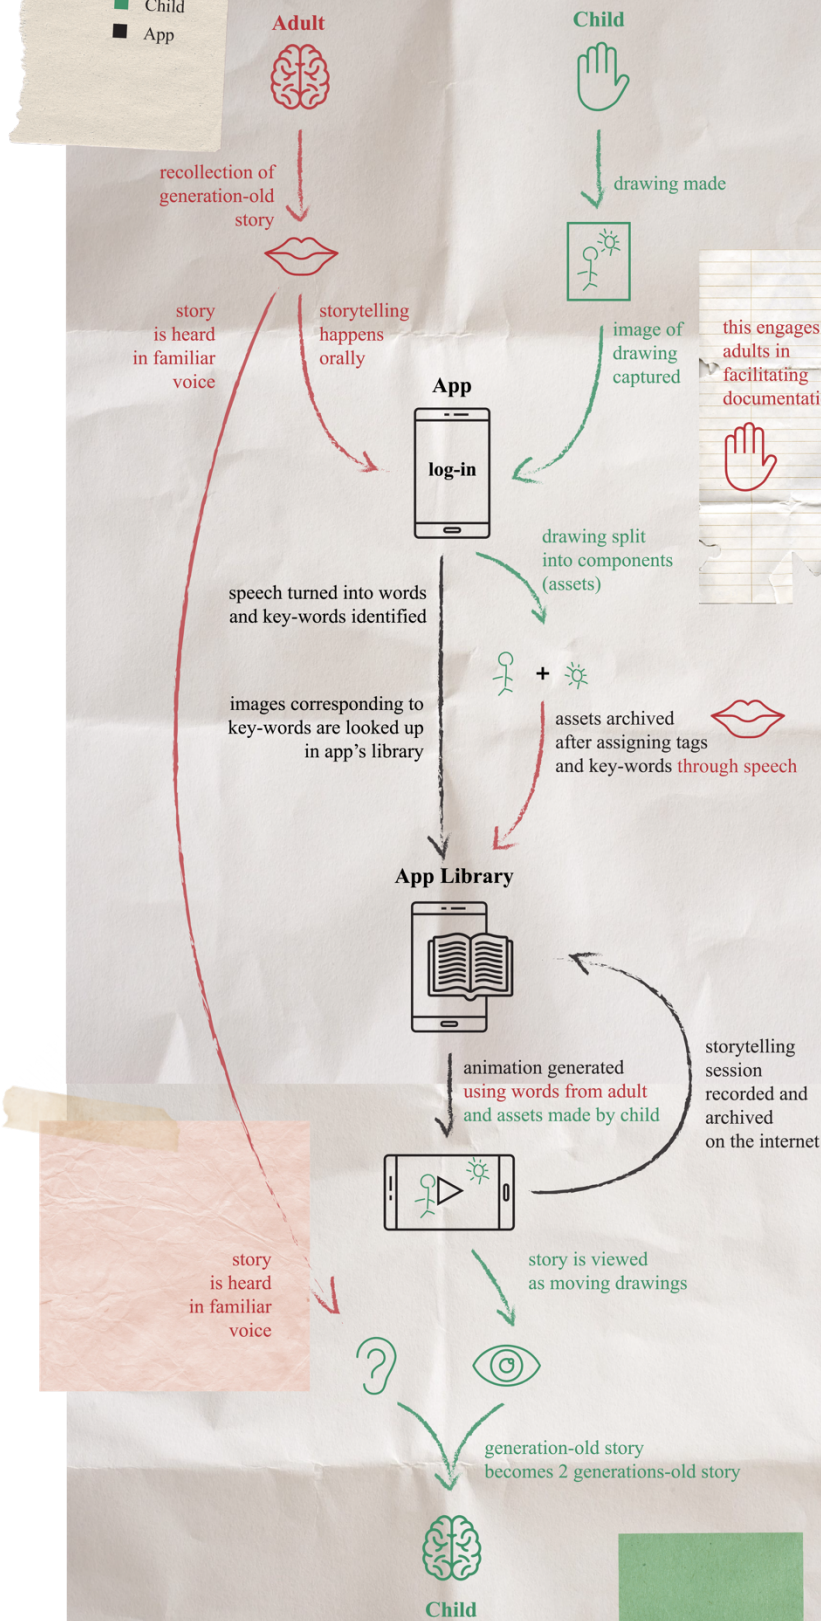 Child
App
Adult
Child
recollection of
generation-old
story
drawing made
story
is heard
in familiar
voice
storytelling
happens
orally
image of
drawing
captured
this engages
adults in
facilitating
documentati
App
log-in
drawing split
into components
(assets)
speech turned into words
and key-words identified
+
images corresponding to
key-words are looked up
in app's library
assets archived
after assigning tags
and key-words through speech
App Library
animation generated
using words from adult
and assets made by child
storytelling
session
recorded and
archived
on the internet
story is viewed
as moving drawings
story
is heard
in familiar
voice
generation-old story
becomes 2 generations-old story
Child